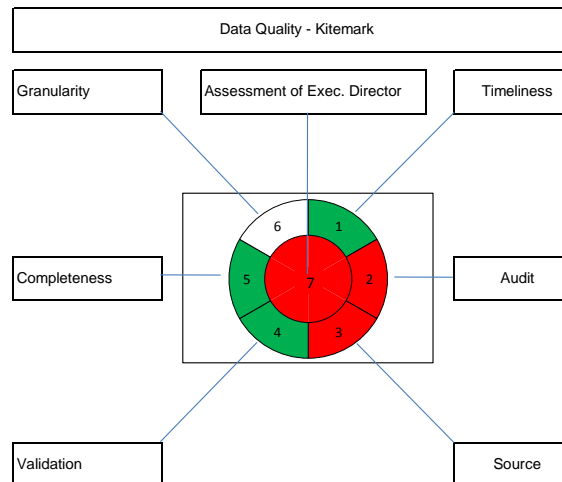 Data Quality - Kitemark
Granularity
Assessment of Exec. Director
Timeliness
6
1
Completeness
5
7
2
Audit
4
3
Validation
Source